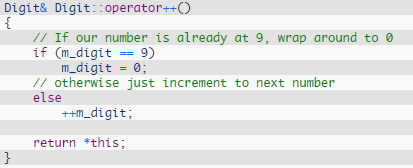 Digit& Digit::operator++()
{
    // If our number is already at 9, wrap around to 0
    if (m_digit == 9)
        m_digit = 0;
    // otherwise just increment to next number
    else
        ++m_digit;

    return *this;
}